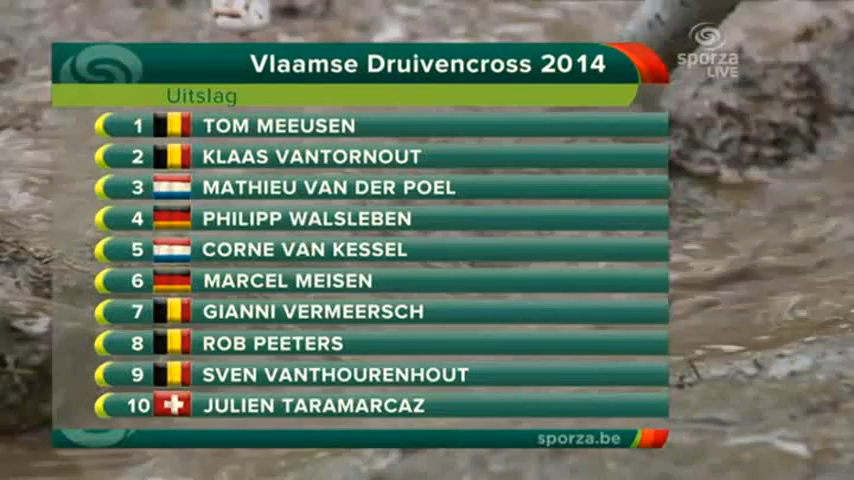 Vlaamse Druivencross 2014
sporza
LIVE
Uitslag
1 TOM MEEUSEN
2 KLAAS VANTORNOUT
3 MATHIEU VAN DER POEL
4 PHILIPP WALSLEBEN
5 CORNE VAN KESSEL
6 MARCEL MEISEN
7 GIANNI VERMEERSCH
8 ROB PEETERS
9 SVEN VANTHOURENHOUT
10 JULIEN TARAMARCAZ
sporza.be